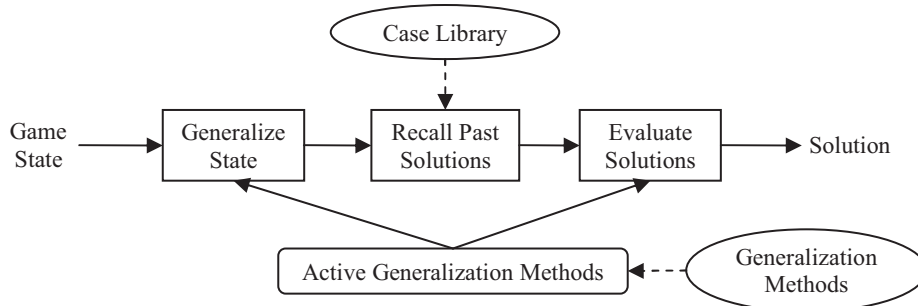 Case Library
Game
State
Generalize
State
Recall Past
Solutions
Evaluate
Solutions
Solution
Active Generalization Methods
Generalization
Methods